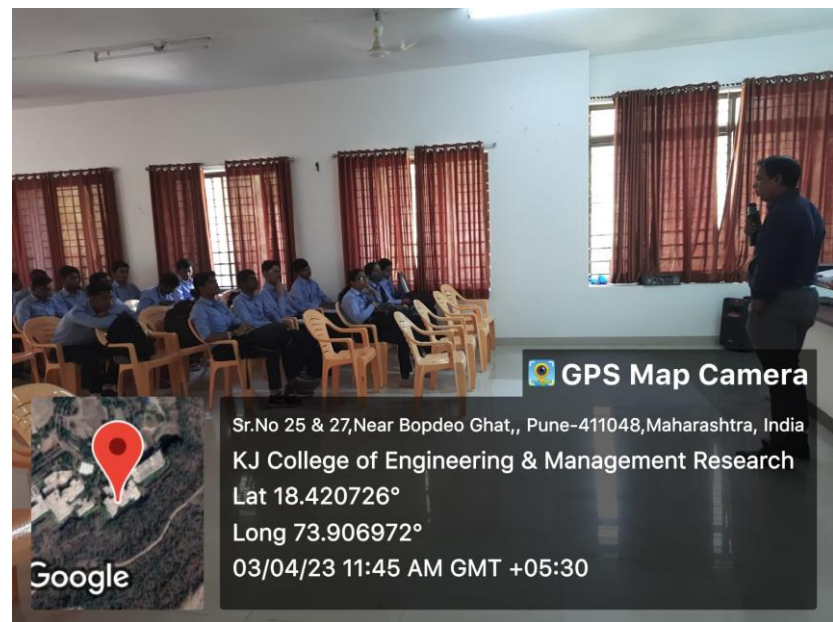 GPS Map Camera
Sr.No 25 & 27,Near Bopdeo Ghat,, Pune-411048,Maharashtra, India
KJ College of Engineering & Management Research
Lat 18.420726°
Long 73.906972°
03/04/23 11:45 AM GMT +05:30
Google